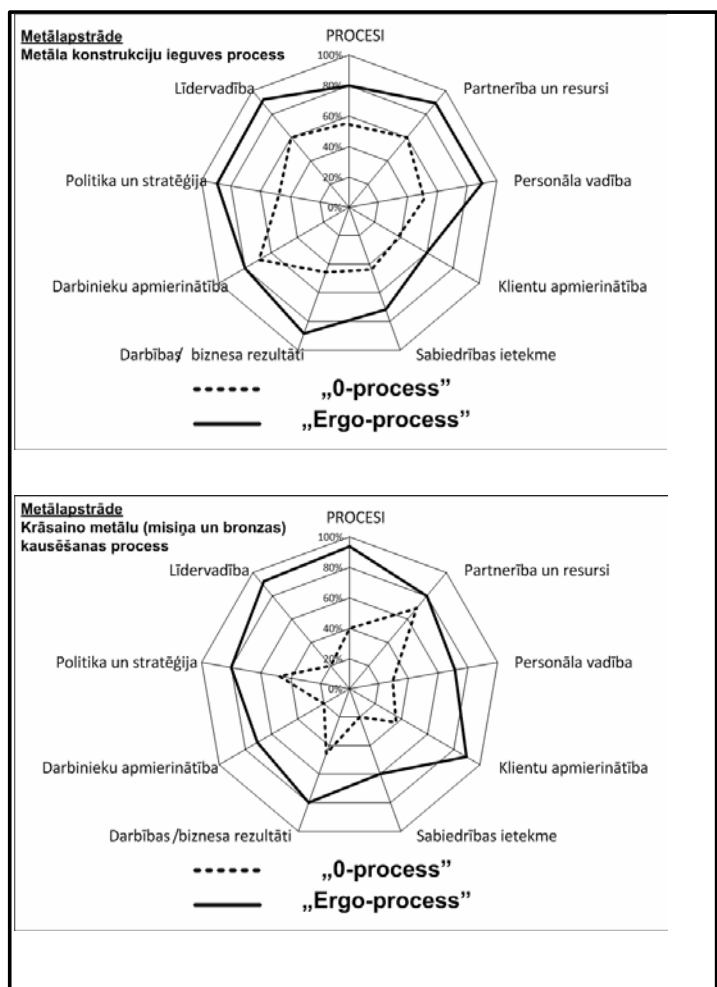 Metālapstrāde
Metāla konstrukciju ieguves process
PROCESI
Partnerība un resursi
Personāla vadība
Klientu apmierinātība
Sabiedrības ietekme
Darbības/ biznesa rezultāti
Darbinieku apmierinātība
Politika un stratēģija
Līdervadība
100%
80%
60%
40%
20%
0%
„0-process”
„Ergo-process”
Metālapstrāde
Krāsaino metālu (misiņa un bronzas)
kausēšanas process
PROCESI
Partnerība un resursi
Personāla vadība
Klientu apmierinātība
Sabiedrības ietekme
Darbības/biznesa rezultāti
Darbinieku apmierinātība
Politika un stratēģija
Līdervadība
100%
80%
60%
40%
20%
0%
„0-process”
„Ergo-process”